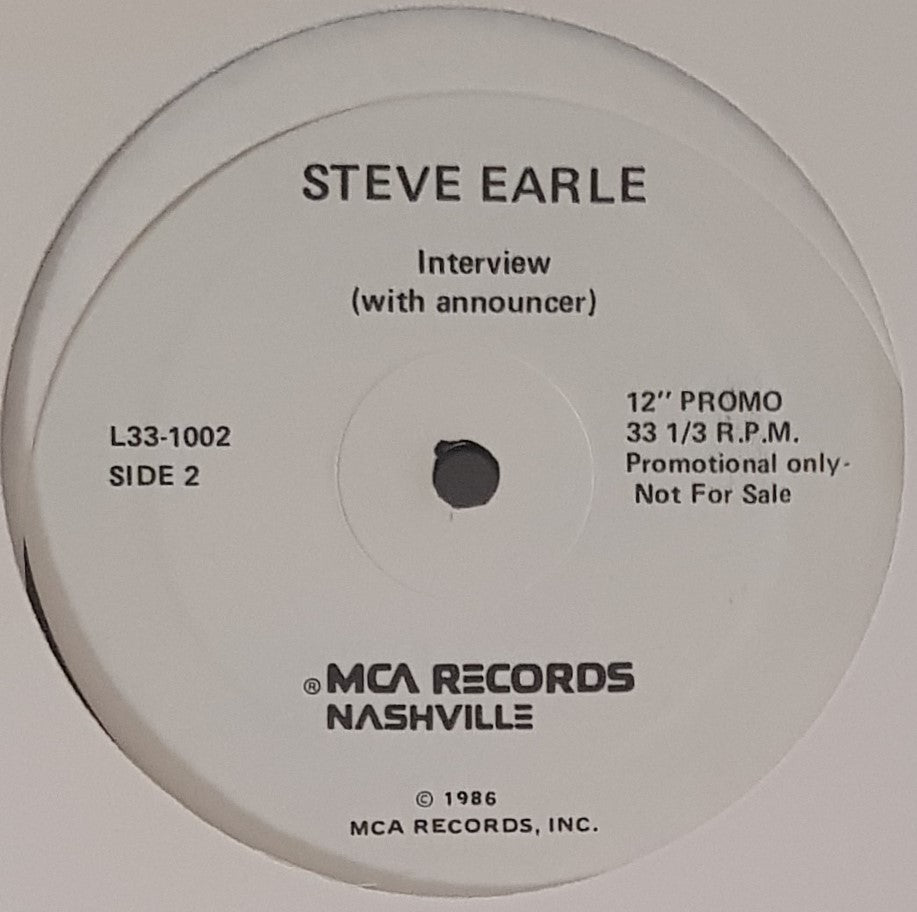 STEVE EARLE
Interview
(with announcer)
L33-1002
SIDE 2
12" PROMO
33 1/3 R.P.M.
Promotional only-
Not For Sale
® MCA RECORDS
NASHVILLE
© 1986
MCA RECORDS, INC.